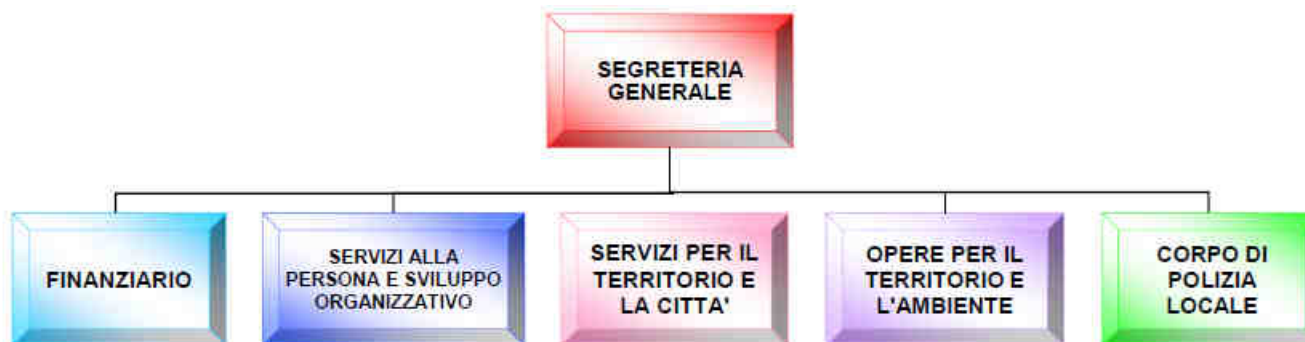 SEGRETERIA
GENERALE
FINANZIARIO
SERVIZI ALLA
PERSONA E SVILUPPO
ORGANIZZATIVO
SERVIZI PER IL
TERRITORIO E
LA CITTA'
OPERE PER IL
TERRITORIO E
L'AMBIENTE
CORPO DI
POLIZIA
LOCALE